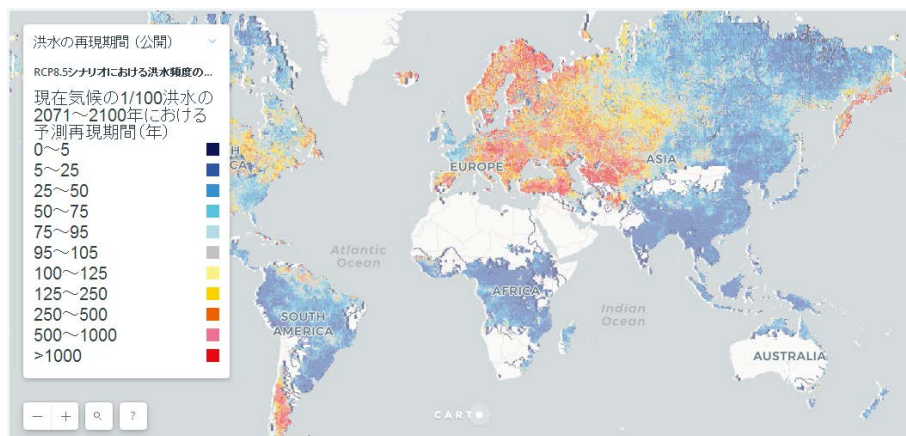 洪水の再現期間（公開）
RCP8.5シナリオにおける洪水頻度の...
現在気候の1/100洪水の
2071～2100年における
予測再現期間(年)
0～5
5～25
25～50
50～75
75～95
95～105
100～125
125～250
250～500
500～1000
>1000
H
CA
EUROPE
ASIA
Atlantic
Ocean
AFRICA
Indian
Ocean
SOUTH
AMERICA
AUSTRALIA
− + ?
CARTO